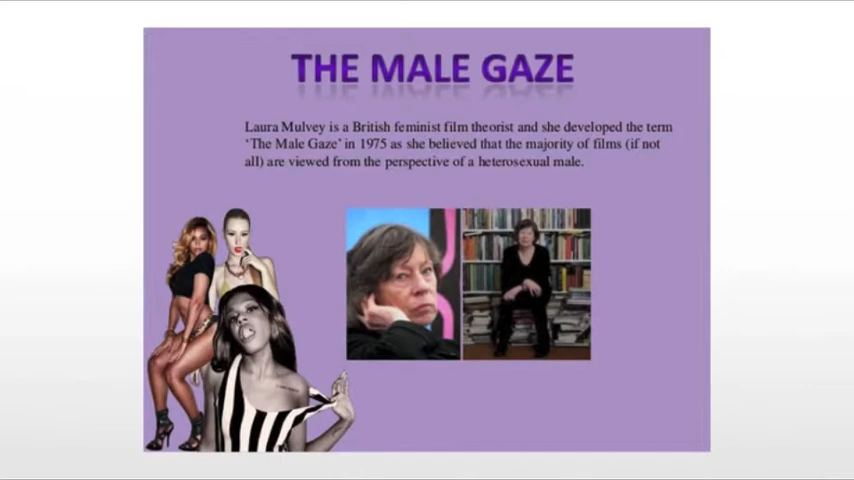 THE MALE GAZE
Laura Mulvey is a British feminist film theorist and she developed the term
‘The Male Gaze’ in 1975 as she believed that the majority of films (if not
all) are viewed from the perspective of a heterosexual male.